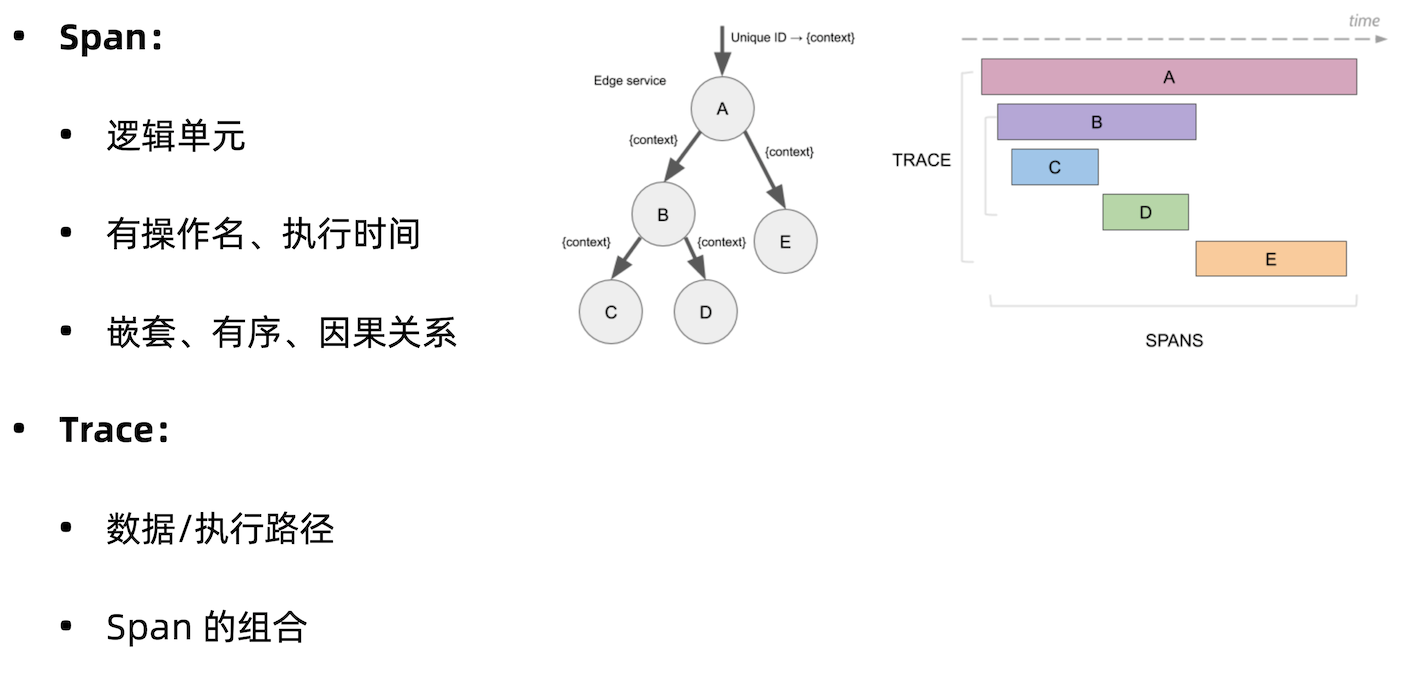 • Span：
• 逻辑单元
• 有操作名、执行时间
• 嵌套、有序、因果关系
• Trace：
• 数据/执行路径
• Span 的组合
Unique ID → {context}
Edge service
A
{context}
{context}
B
E
{context}
{context}
C
D
time
A
B
TRACE
C
D
E
SPANS